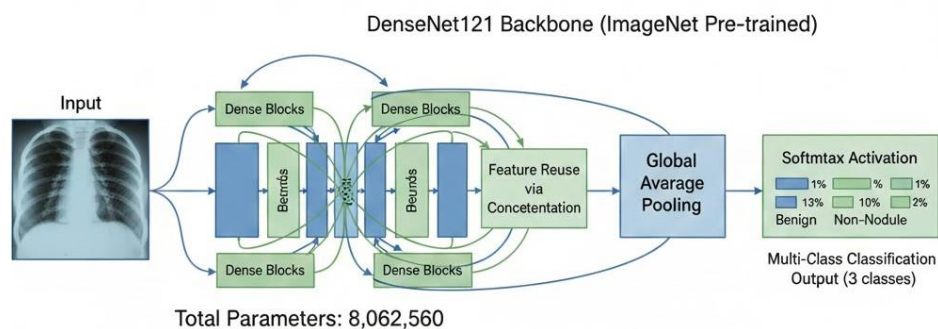 DenseNet121 Backbone (ImageNet Pre-trained)
Input
Dense Blocks
Dense Blocks
Beunds
Feature Reuse
via
Concetentation
Global
Avarage
Pooling
Softmtax Activation
1% % 1%
13% 10% 2%
Benign Non-Nodule
Dense Blocks
Dense Blocks
Multi-Class Classification
Output (3 classes)
Total Parameters: 8,062,560